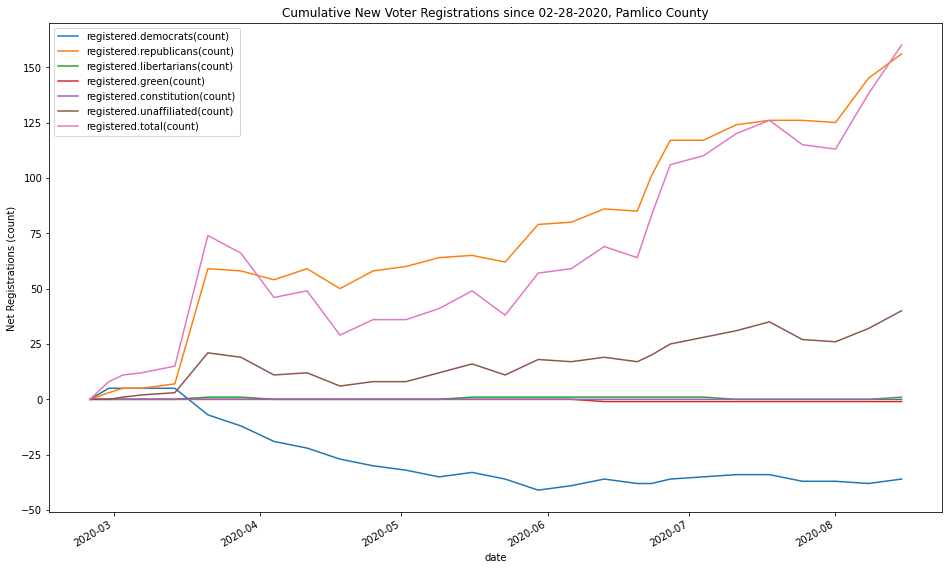 Cumulative New Voter Registrations since 02-28-2020, Pamlico County
registered.democrats(count)
registered.republicans(count)
registered.libertarians(count)
registered.green(count)
registered.constitution(count)
registered.unaffiliated(count)
registered.total(count)
Net Registrations (count)
150
125
100
75
50
25
0
−25
−50
2020-03
2020-04
2020-05
2020-06
2020-07
2020-08
date